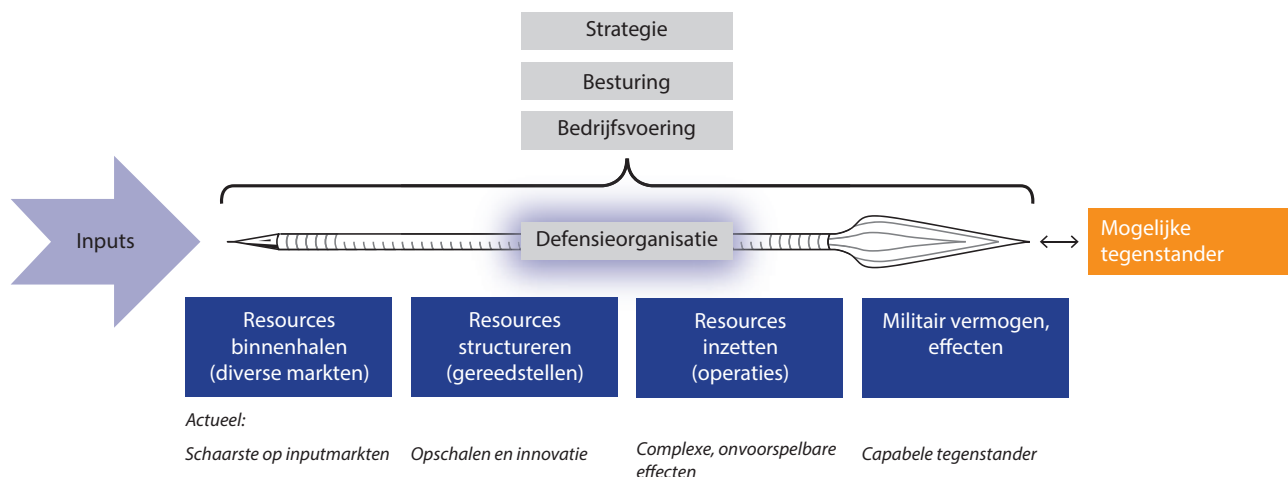 Strategie
Besturing
Bedrijfsvoering
Inputs
Defensieorganisatie
Mogelijke
tegenstander
Resources
binnenhalen
(diverse markten)
Resources
structureren
(gereedstellen)
Resources
inzetten
(operaties)
Militair vermogen,
effecten
Actueel:
Schaarste op inputmarkten
Opschalen en innovatie
Complexe, onvoorspelbare
effecten
Capabele tegenstander